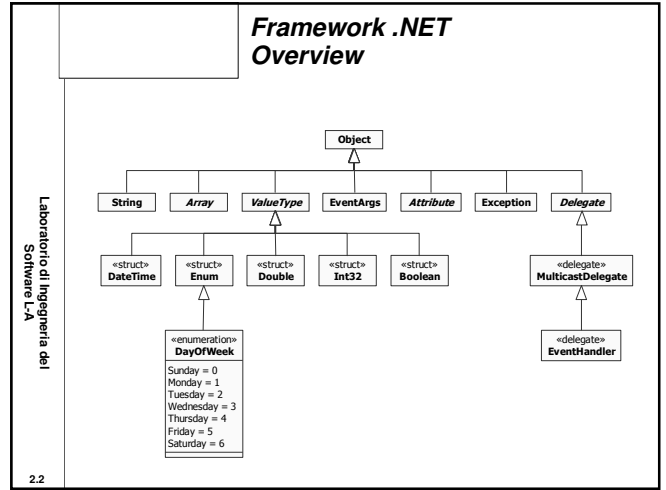 Framework .NET
Overview
Object
String
Array
ValueType
EventArgs
Attribute
Exception
Delegate
«struct»
DateTime
«struct»
Enum
«struct»
Double
«struct»
Int32
«struct»
Boolean
«delegate»
MulticastDelegate
«enumeration»
DayOfWeek
Sunday = 0
Monday = 1
Tuesday = 2
Wednesday = 3
Thursday = 4
Friday = 5
Saturday = 6
«delegate»
EventHandler
Laboratorio di Ingegneria del
Software L-A
2.2